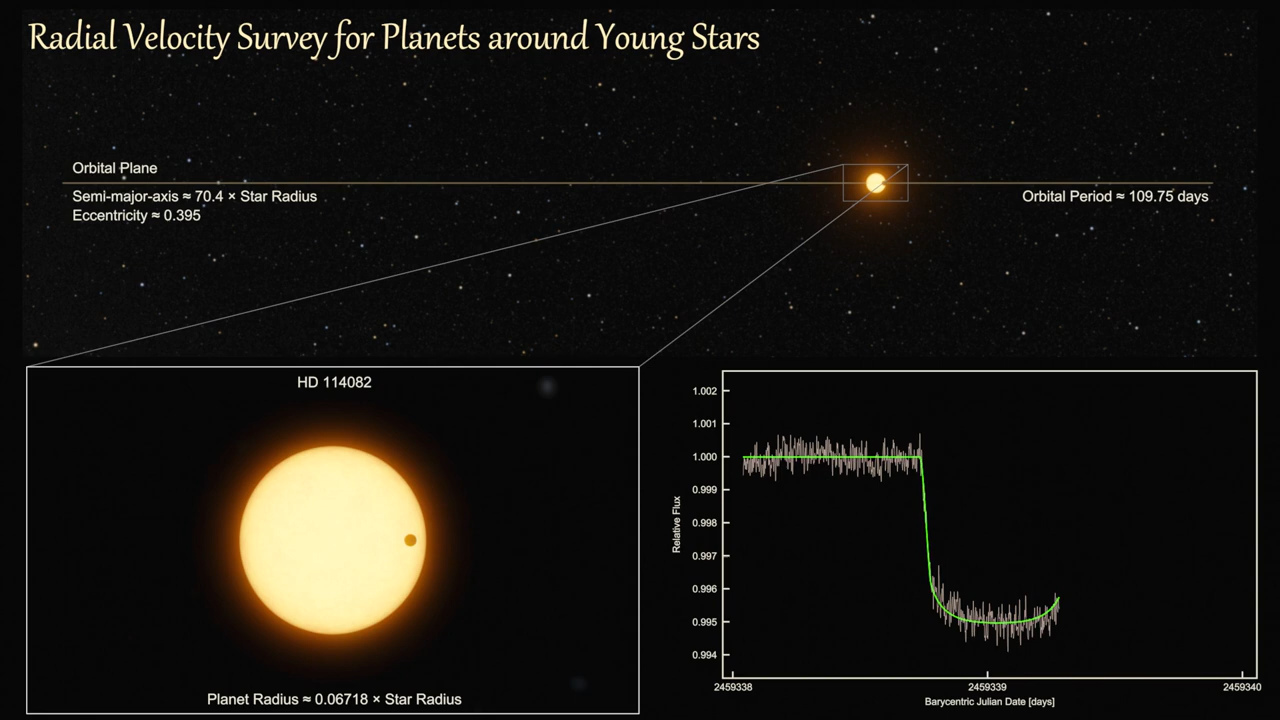 Radial Velocity Survey for Planets around Young Stars
Orbital Plane
Semi-major-axis ≈ 70.4 × Star Radius
Eccentricity ≈ 0.395
Orbital Period ≈ 109.75 days
HD 114082
Planet Radius ≈ 0.06718 × Star Radius
1.002
1.001
1.000
0.999
0.998
0.997
0.996
0.995
0.994
Relative Flux
2459338
2459339
2459340
Barycentric Julian Date [days]